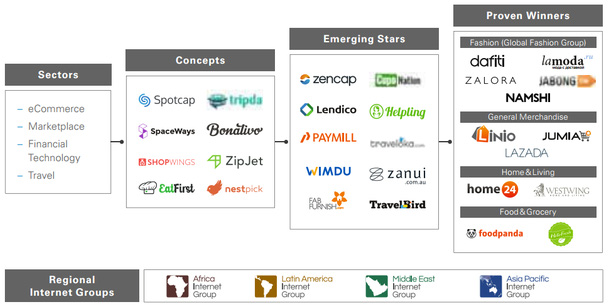 Sectors
– eCommerce
– Marketplace
– Financial
Technology
– Travel
Concepts
Spotcap
tripda
SpaceWays
Bonativo
SHOPWINGS
ZipJet
EatFirst
nestpick
Emerging Stars
zencap
CupoNation
Lendico
Helpling
PAYMILL
traveloka.com
WIMDU
zanui
.com.au
FAB
FURNISH.com
TravelBird
Proven Winners
Fashion (Global Fashion Group)
dafiti
lamoda.ru
ZALORA
JABONG
NAMSHI
General Merchandise
Linio
JUMIA
LAZADA
Home & Living
home24
WESTWING
Food & Grocery
foodpanda
Regional
Internet Groups
Africa
Internet
Group
Latin America
Internet
Group
Middle East
Internet
Group
Asia Pacific
Internet
Group